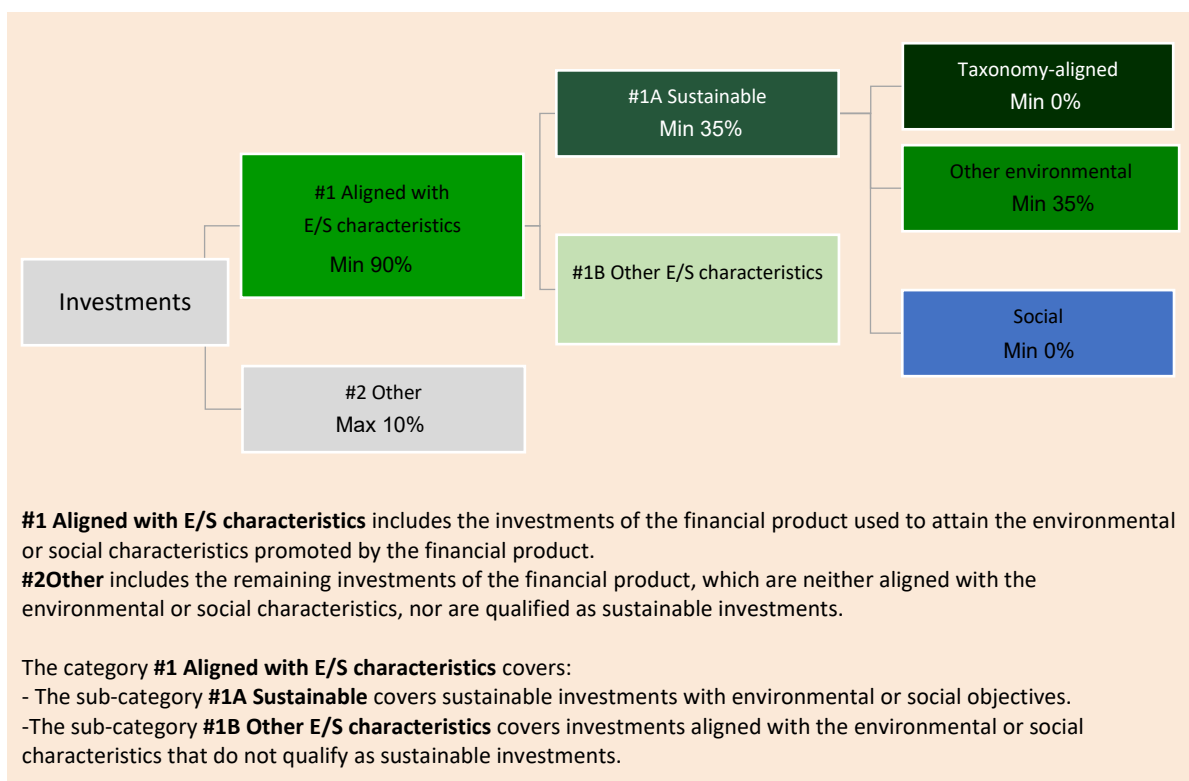 Investments
#1 Aligned with
E/S characteristics
Min 90%
#2 Other
Max 10%
#1A Sustainable
Min 35%
#1B Other E/S characteristics
Taxonomy-aligned
Min 0%
Other environmental
Min 35%
Social
Min 0%
#1 Aligned with E/S characteristics includes the investments of the financial product used to attain the environmental
or social characteristics promoted by the financial product.
#2Other includes the remaining investments of the financial product, which are neither aligned with the
environmental or social characteristics, nor are qualified as sustainable investments.
The category #1 Aligned with E/S characteristics covers:
- The sub-category #1A Sustainable covers sustainable investments with environmental or social objectives.
-The sub-category #1B Other E/S characteristics covers investments aligned with the environmental or social
characteristics that do not qualify as sustainable investments.